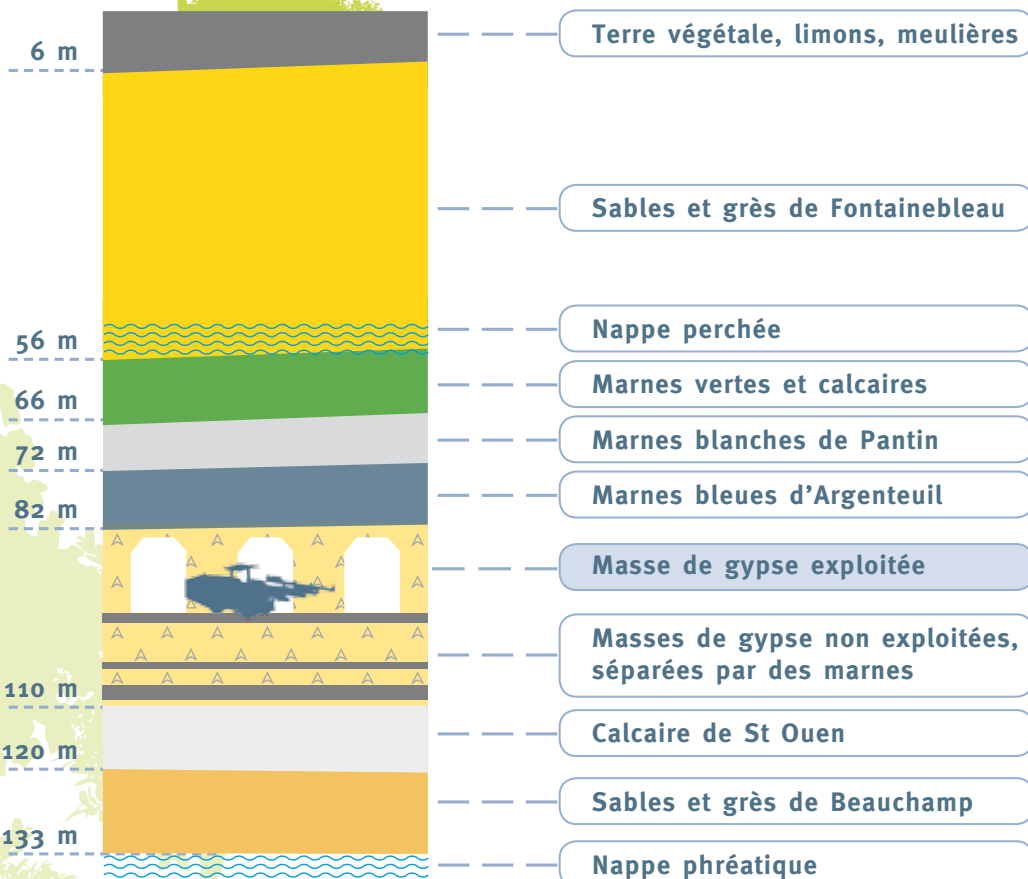 Terre végétale, limons, meulières
6 m
Sables et grès de Fontainebleau
Nappe perchée
56 m
Marnes vertes et calcaires
66 m
Marnes blanches de Pantin
72 m
Marnes bleues d'Argenteuil
82 m
Masse de gypse exploitée
Masses de gypse non exploitées,
séparées par des marnes
110 m
Calcaire de St Ouen
120 m
Sables et grès de Beauchamp
133 m
Nappe phréatique